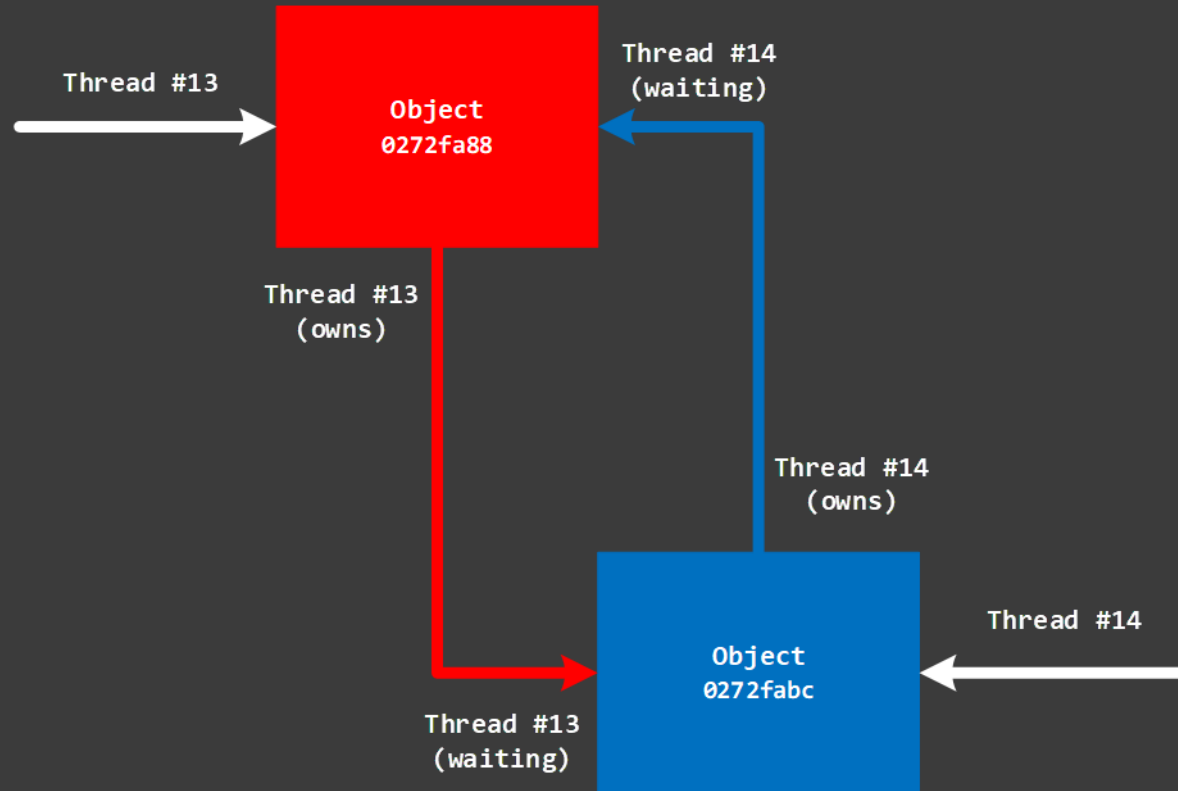 Thread #13
Object
0272fa88
Thread #14
(waiting)
Thread #13
(owns)
Thread #14
(owns)
Thread #14
Object
0272fabc
Thread #13
(waiting)